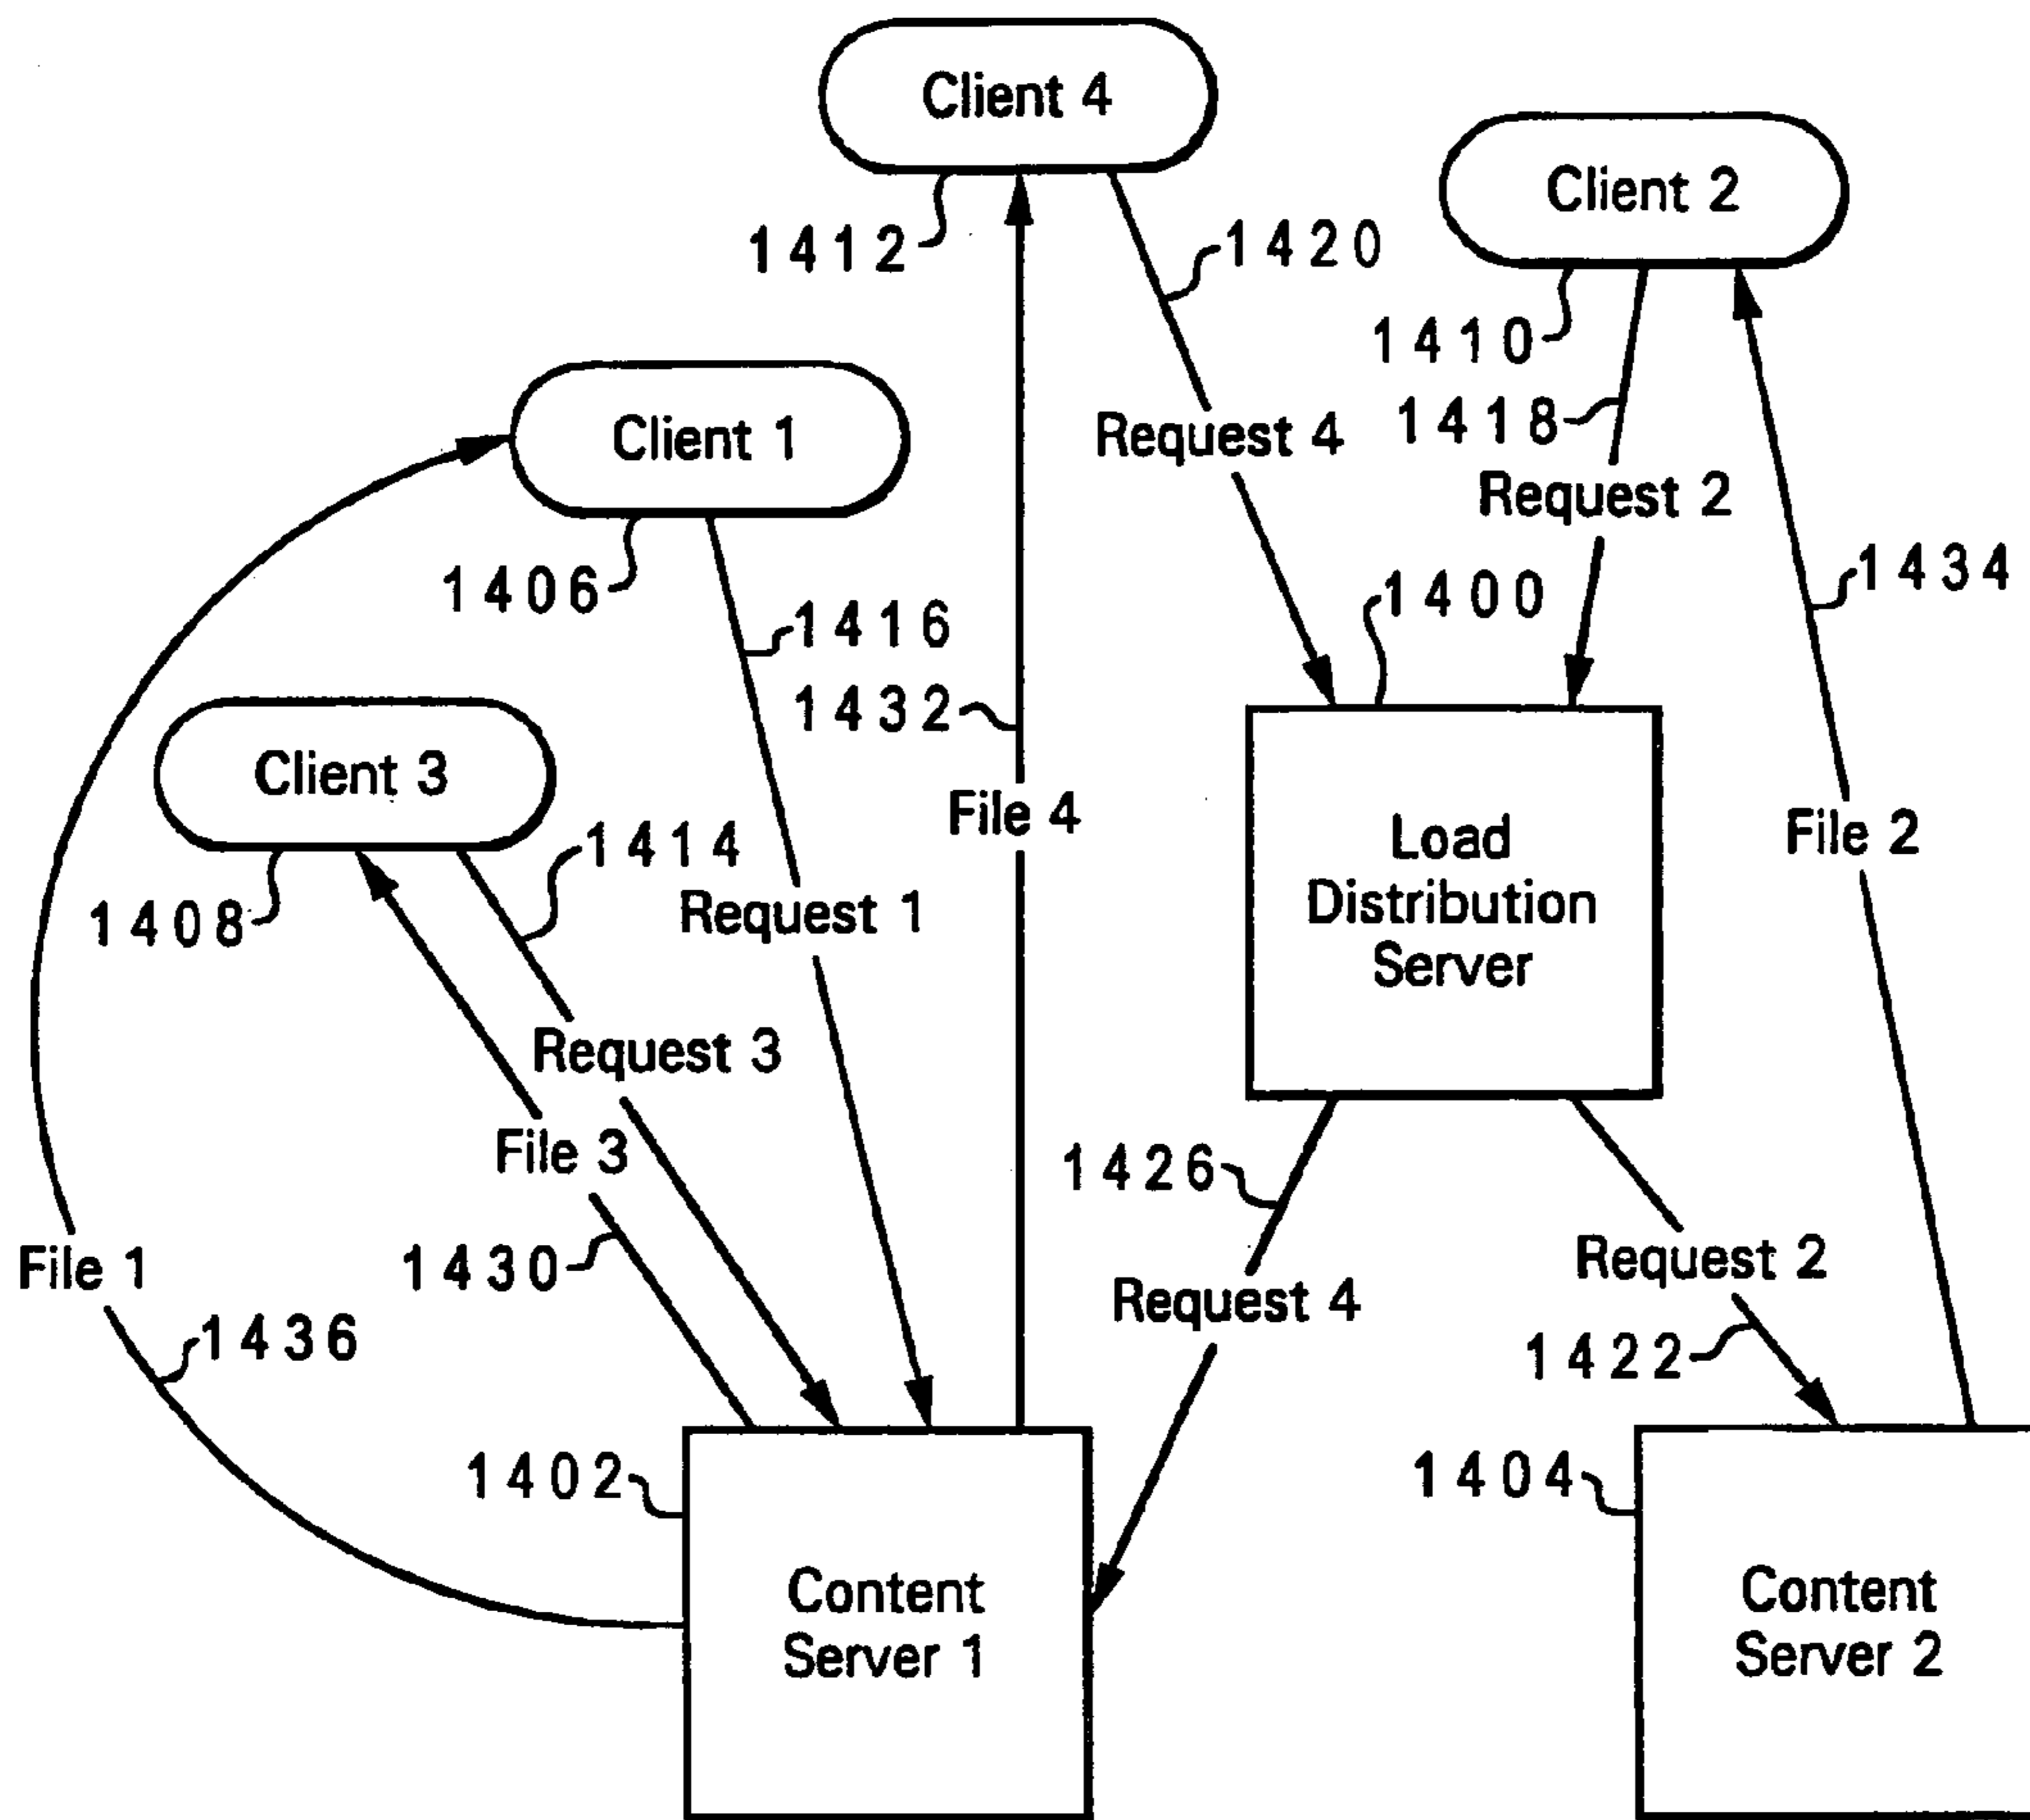 Client 4
Client 2
1412
1420
1410
1418
Client 1
Request 4
Request 2
1406
1416
1400
1434
1432
Client 3
File 4
Load
Distribution
Server
File 2
1414
1408
Request 1
Request 3
File 3
1426
1430
File 1
Request 4
Request 2
1436
1422
1402
1404
Content
Server 1
Content
Server 2